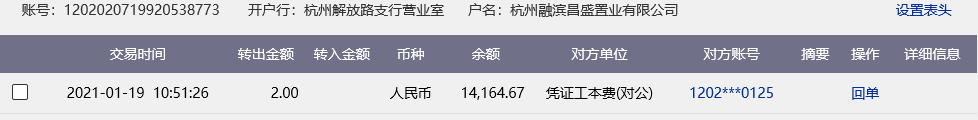 账号：1202020719920538773 开户行：杭州解放路支行营业室 户名：杭州融滨昌盛置业有限公司 设置表头
交易时间 转出金额 转入金额 币种 余额 对方单位 对方账号 摘要 操作 详细信息
2021-01-19 10:51:26 2.00 人民币 14,164.67 凭证工本费(对公) 1202***0125 回单